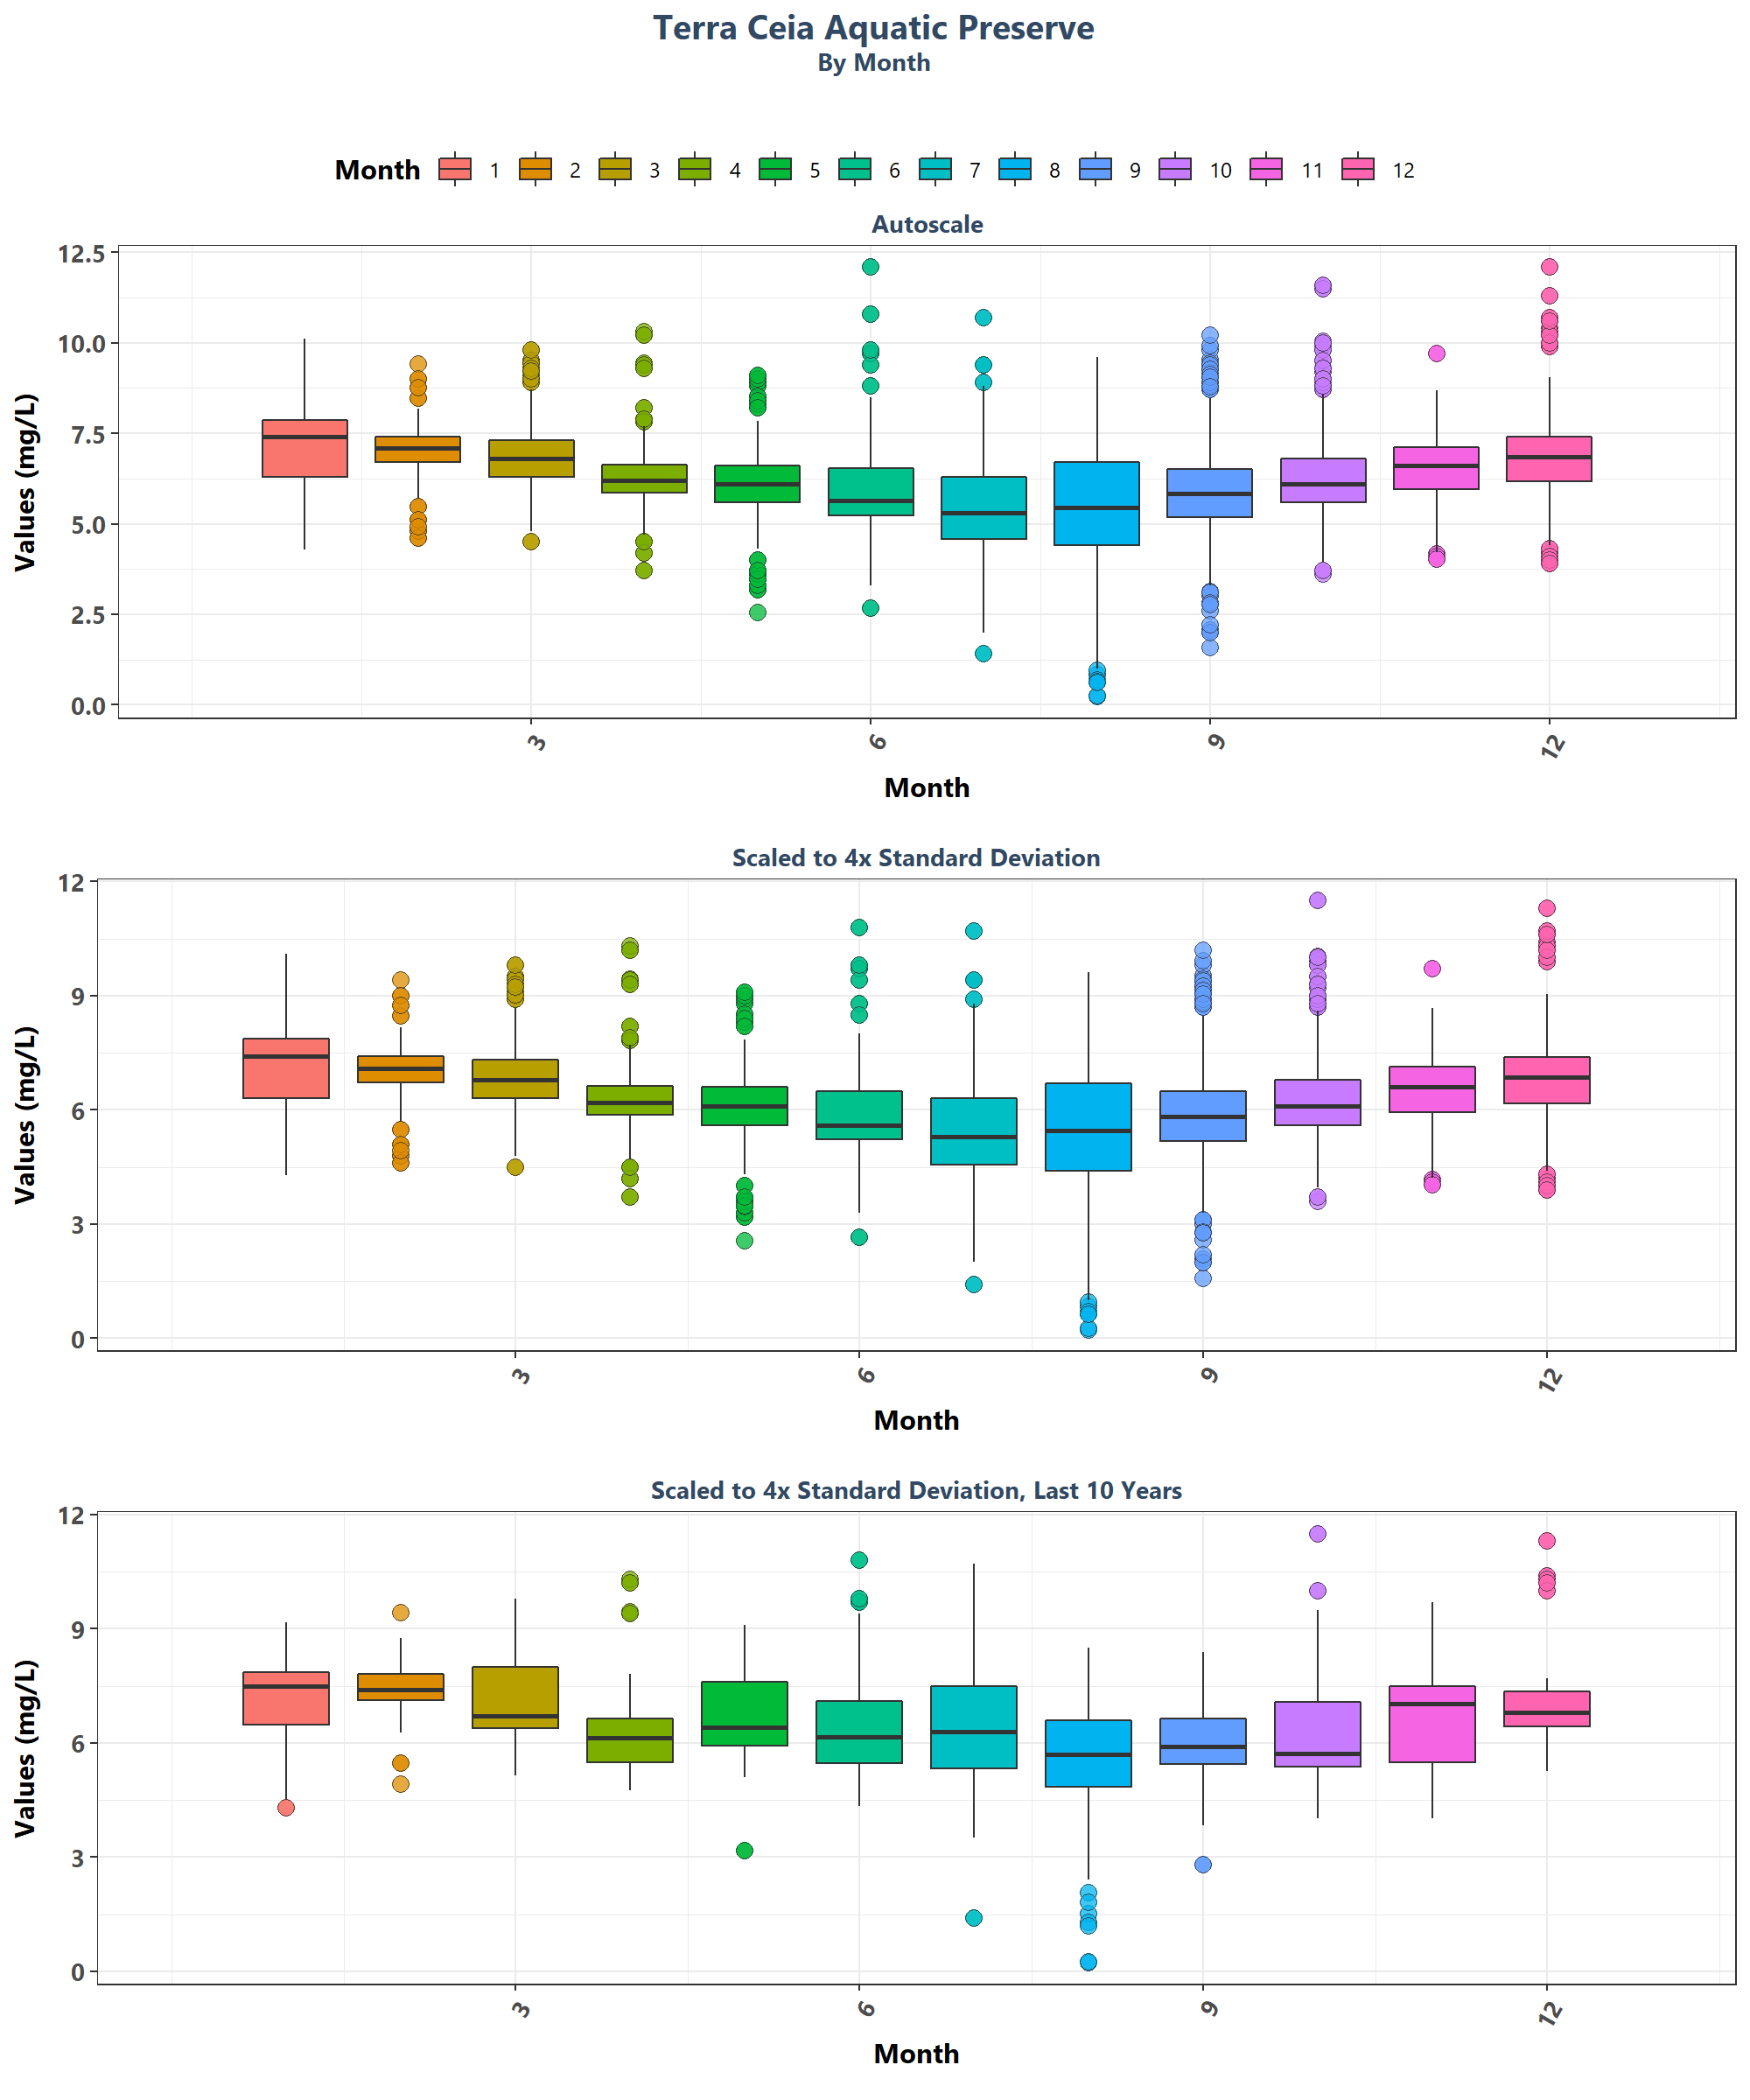 Terra Ceia Aquatic Preserve
By Month
Month 1 2 3 4 5 6 7 8 9 10 11 12
Autoscale
Values (mg/L)
12.5
10.0
7.5
5.0
2.5
0.0
3 6 9 12
Month
Scaled to 4x Standard Deviation
Values (mg/L)
12
9
6
3
0
3 6 9 12
Month
Scaled to 4x Standard Deviation, Last 10 Years
Values (mg/L)
12
9
6
3
0
3 6 9 12
Month